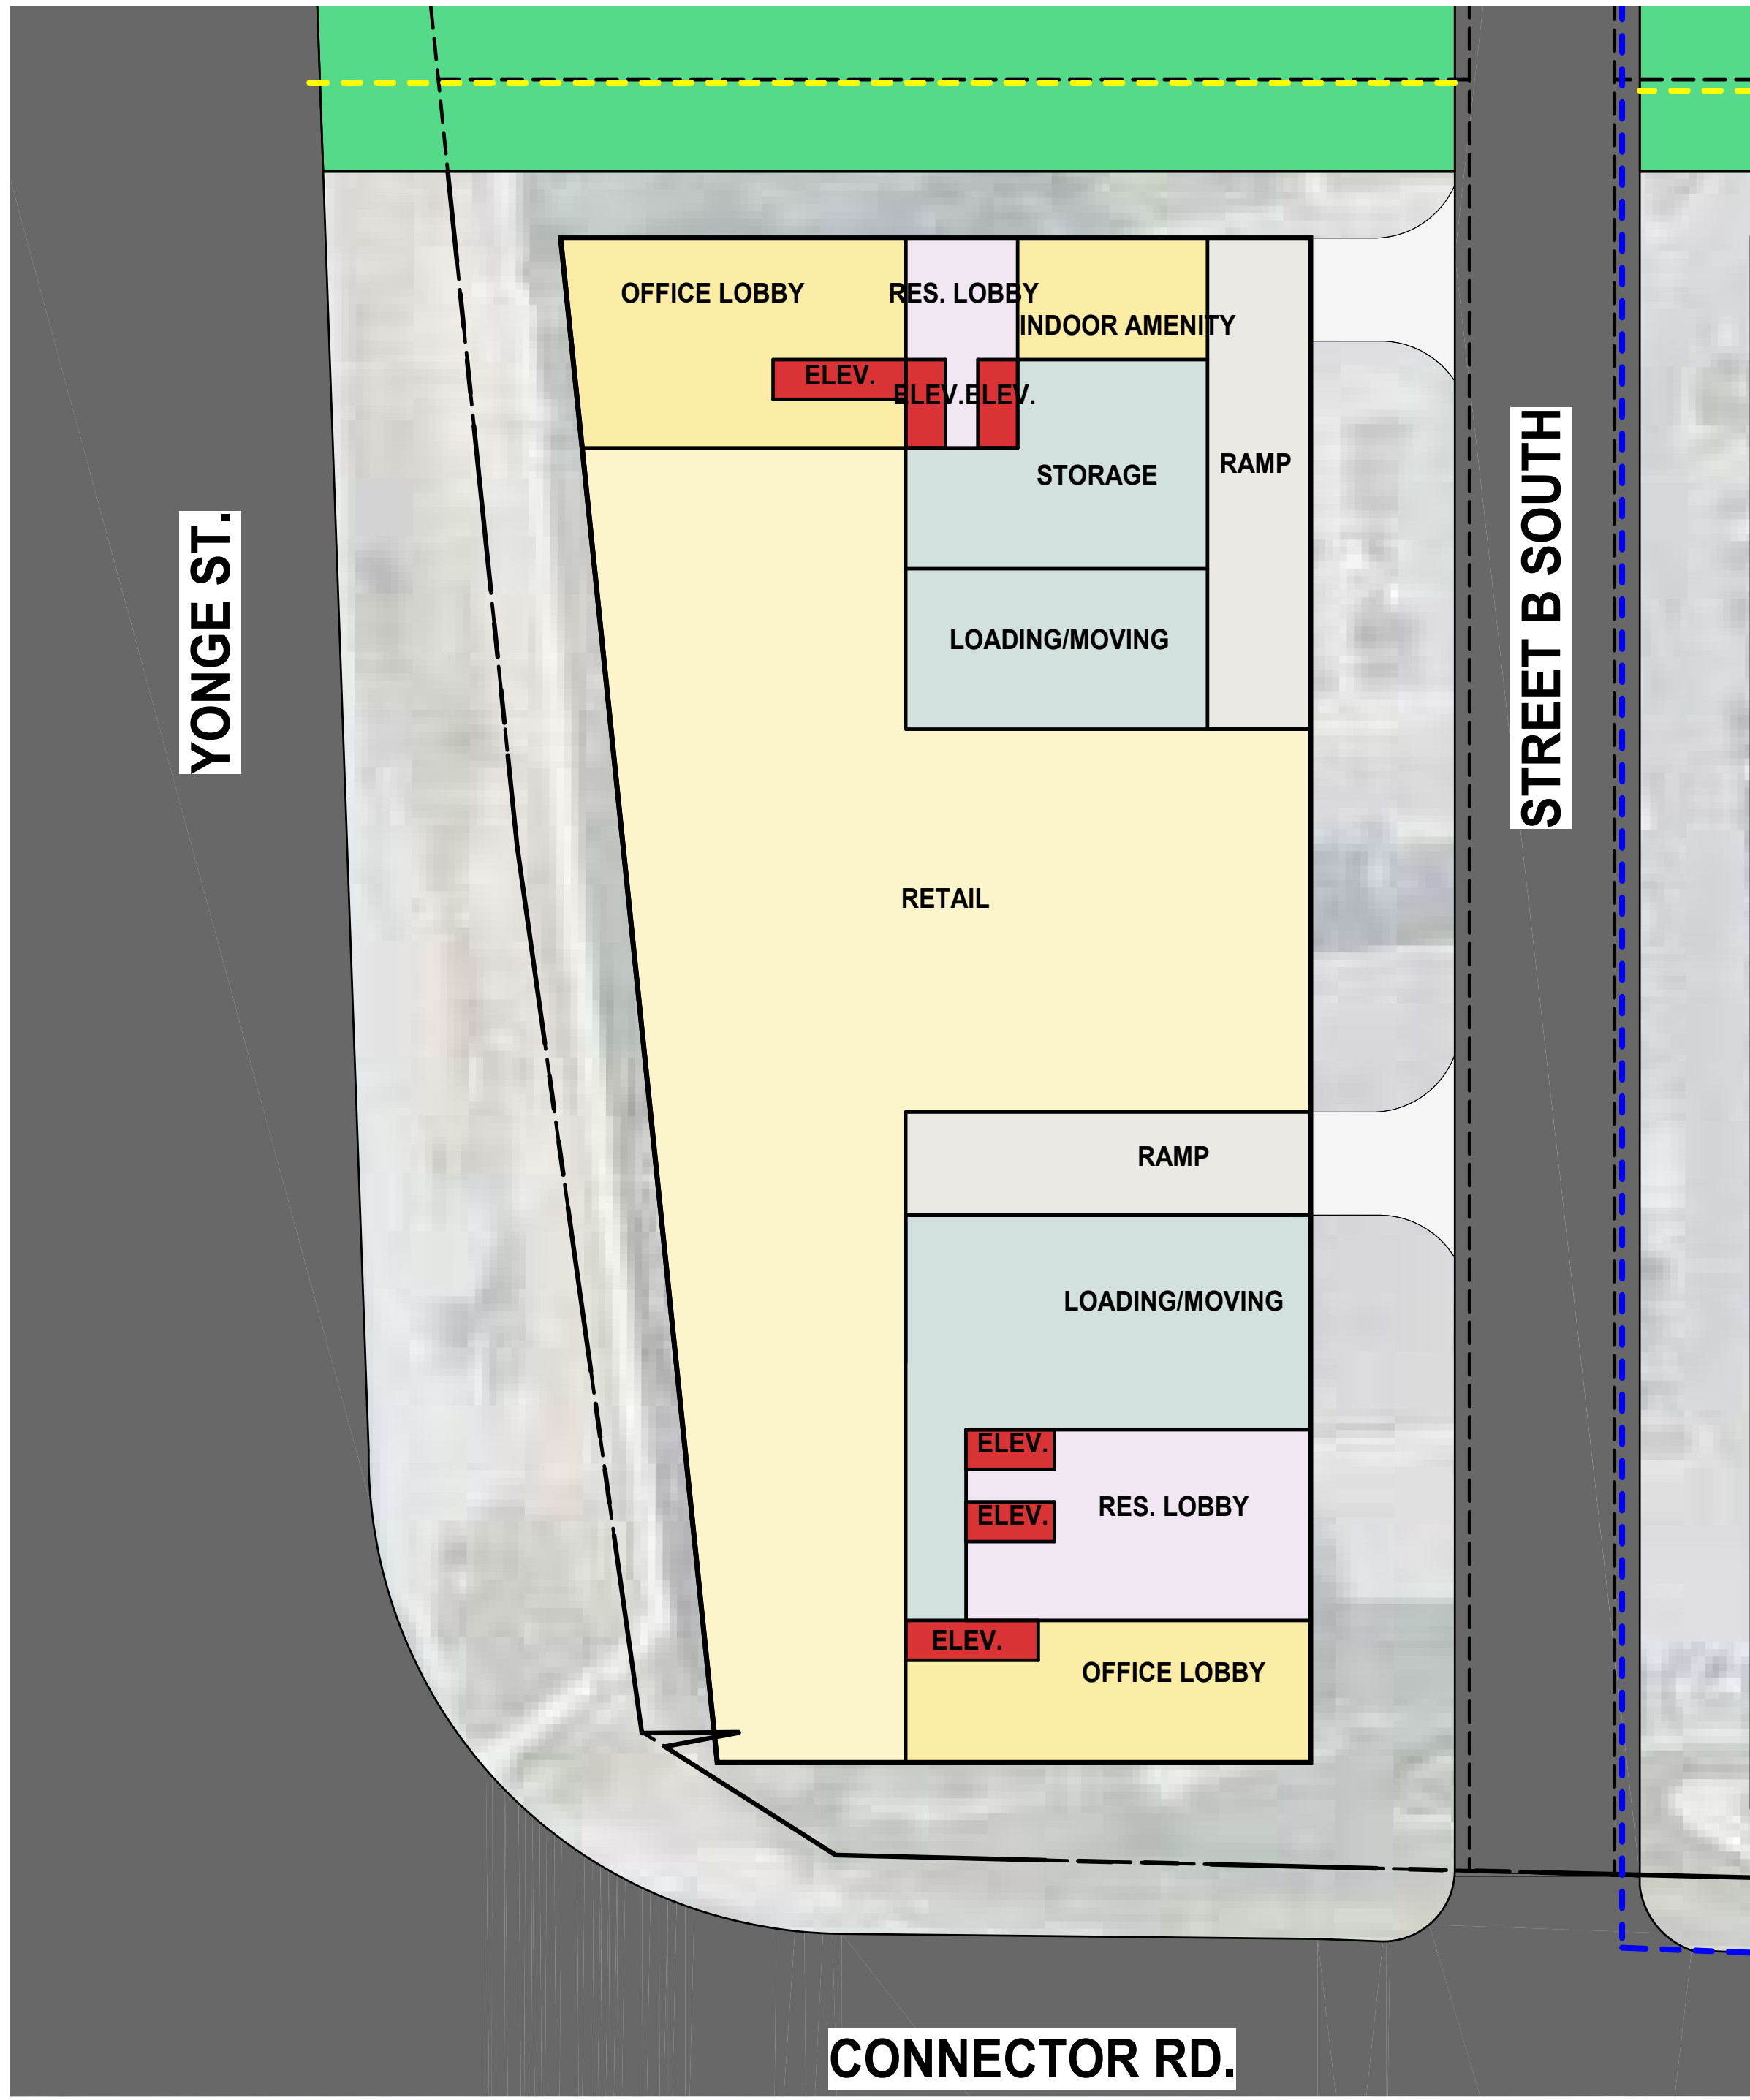 OFFICE LOBBY
RES. LOBBY
INDOOR AMENITY
ELEV.
ELEV.
ELEV.
STORAGE
RAMP
LOADING/MOVING
YONGE ST.
STREET B SOUTH
RETAIL
RAMP
LOADING/MOVING
ELEV.
RES. LOBBY
ELEV.
ELEV.
OFFICE LOBBY
CONNECTOR RD.